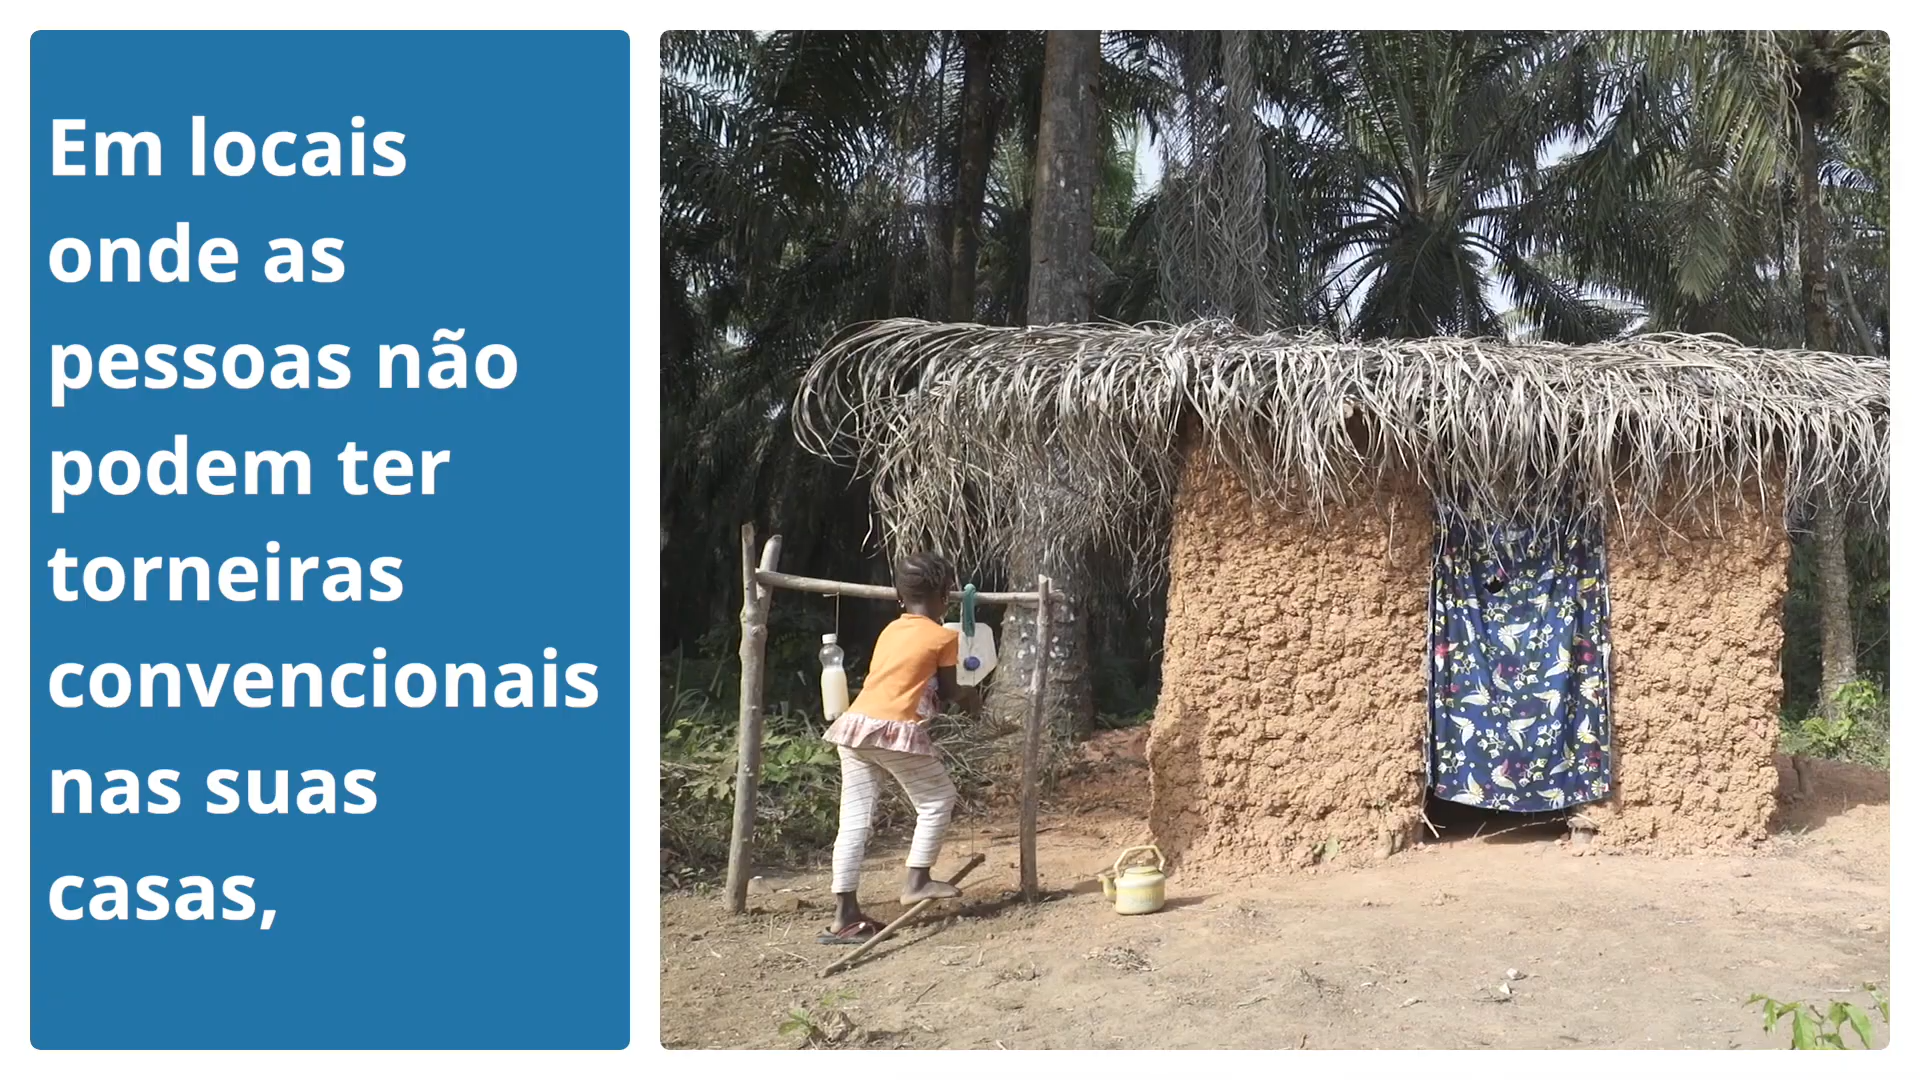 Em locais
onde as
pessoas não
podem ter
torneiras
convencionais
nas suas
casas,